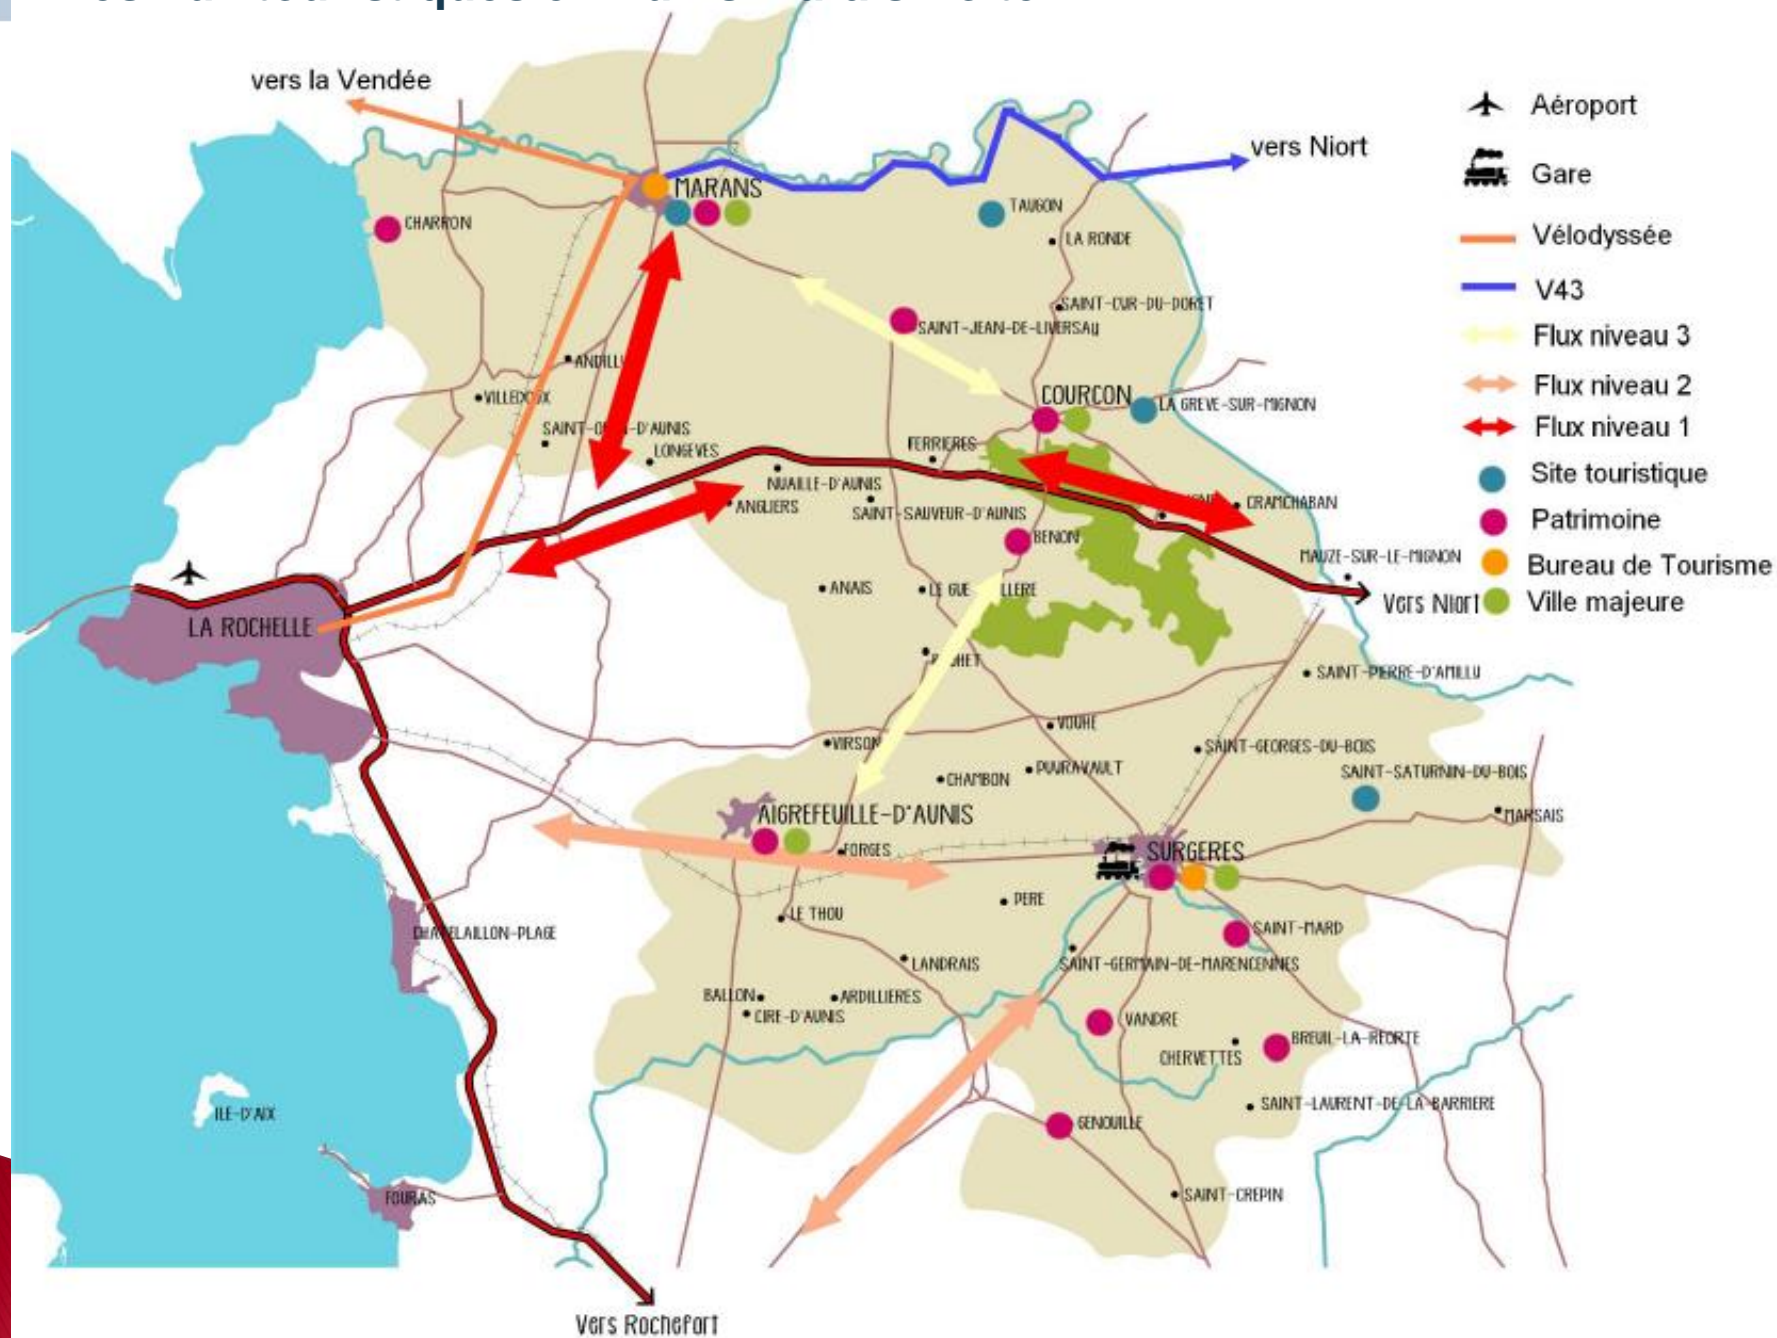 vers la Vendée
Aéroport
vers Niort
Gare
MARANS
TAUGON
CHARRON
Vélodyssée
LA RONDE
V43
SAINT-CUR-DU-DORET
SAINT-JEAN-DE-LIVERSAY
Flux niveau 3
ANDILLY
Flux niveau 2
VILLEDOUX
COURCON
LA GREVE-SUR-MIGNON
Flux niveau 1
D'AUNIS
LONGEVES
FERRIERES
Site touristique
NUAILLE-D'AUNIS
ANGLIERS
SAINT-SAUVEUR-D'AUNIS
CRAMCHABAN
Patrimoine
BENON
MAUZE-SUR-LE-MIGNON
Bureau de Tourisme
ANAIS
LE GUE
LLERE
Vers Niort
Ville majeure
LA ROCHELLE
SAINT-PIERRE-D'AMILLY
VOUHE
VIRSON
SAINT-GEORGES-DU-BOIS
CHAMBON
PUYRAVAULT
SAINT-SATURNIN-DU-BOIS
AIGREFEUILLE-D'AUNIS
MARSAIS
FORGES
SURGERES
PERE
LE THOU
SAINT-MARD
CHATELAILLON-PLAGE
LANDRAIS
SAINT-GERMAIN-DE-MARENCENNES
BALLON
ARDILLIERES
CIRE-D'AUNIS
VANDRE
BREUIL-LA-REORTE
CHERVETTES
ILE-D'AIX
SAINT-LAURENT-DE-LA-BARRIERE
GENOUILLE
FOURAS
SAINT-CREPIN
Vers Rochefort